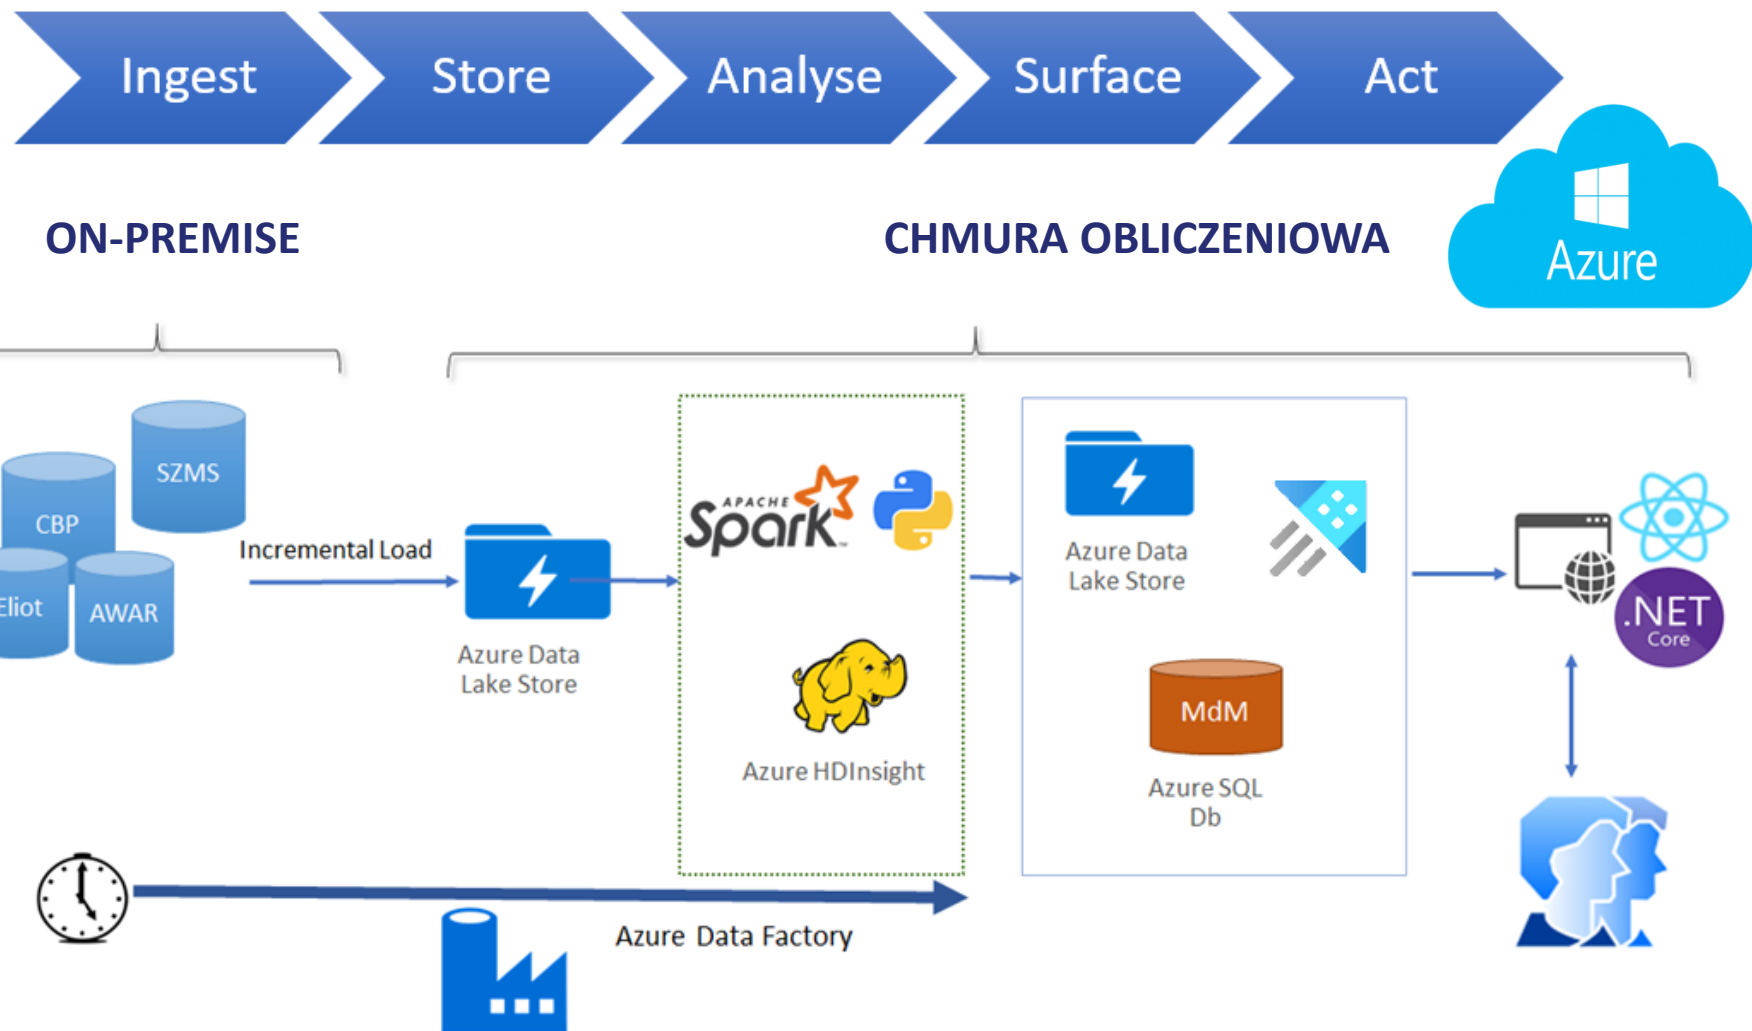 Ingest
Store
Analyse
Surface
Act
ON-PREMISE
CHMURA OBLICZENIOWA
Azure
SZMS
CBP
Eliot
AWAR
Incremental Load
Azure Data
Lake Store
APACHE
Spark
Azure HDInsight
Azure Data
Lake Store
MdM
Azure SQL
Db
.NET
Core
Azure Data Factory